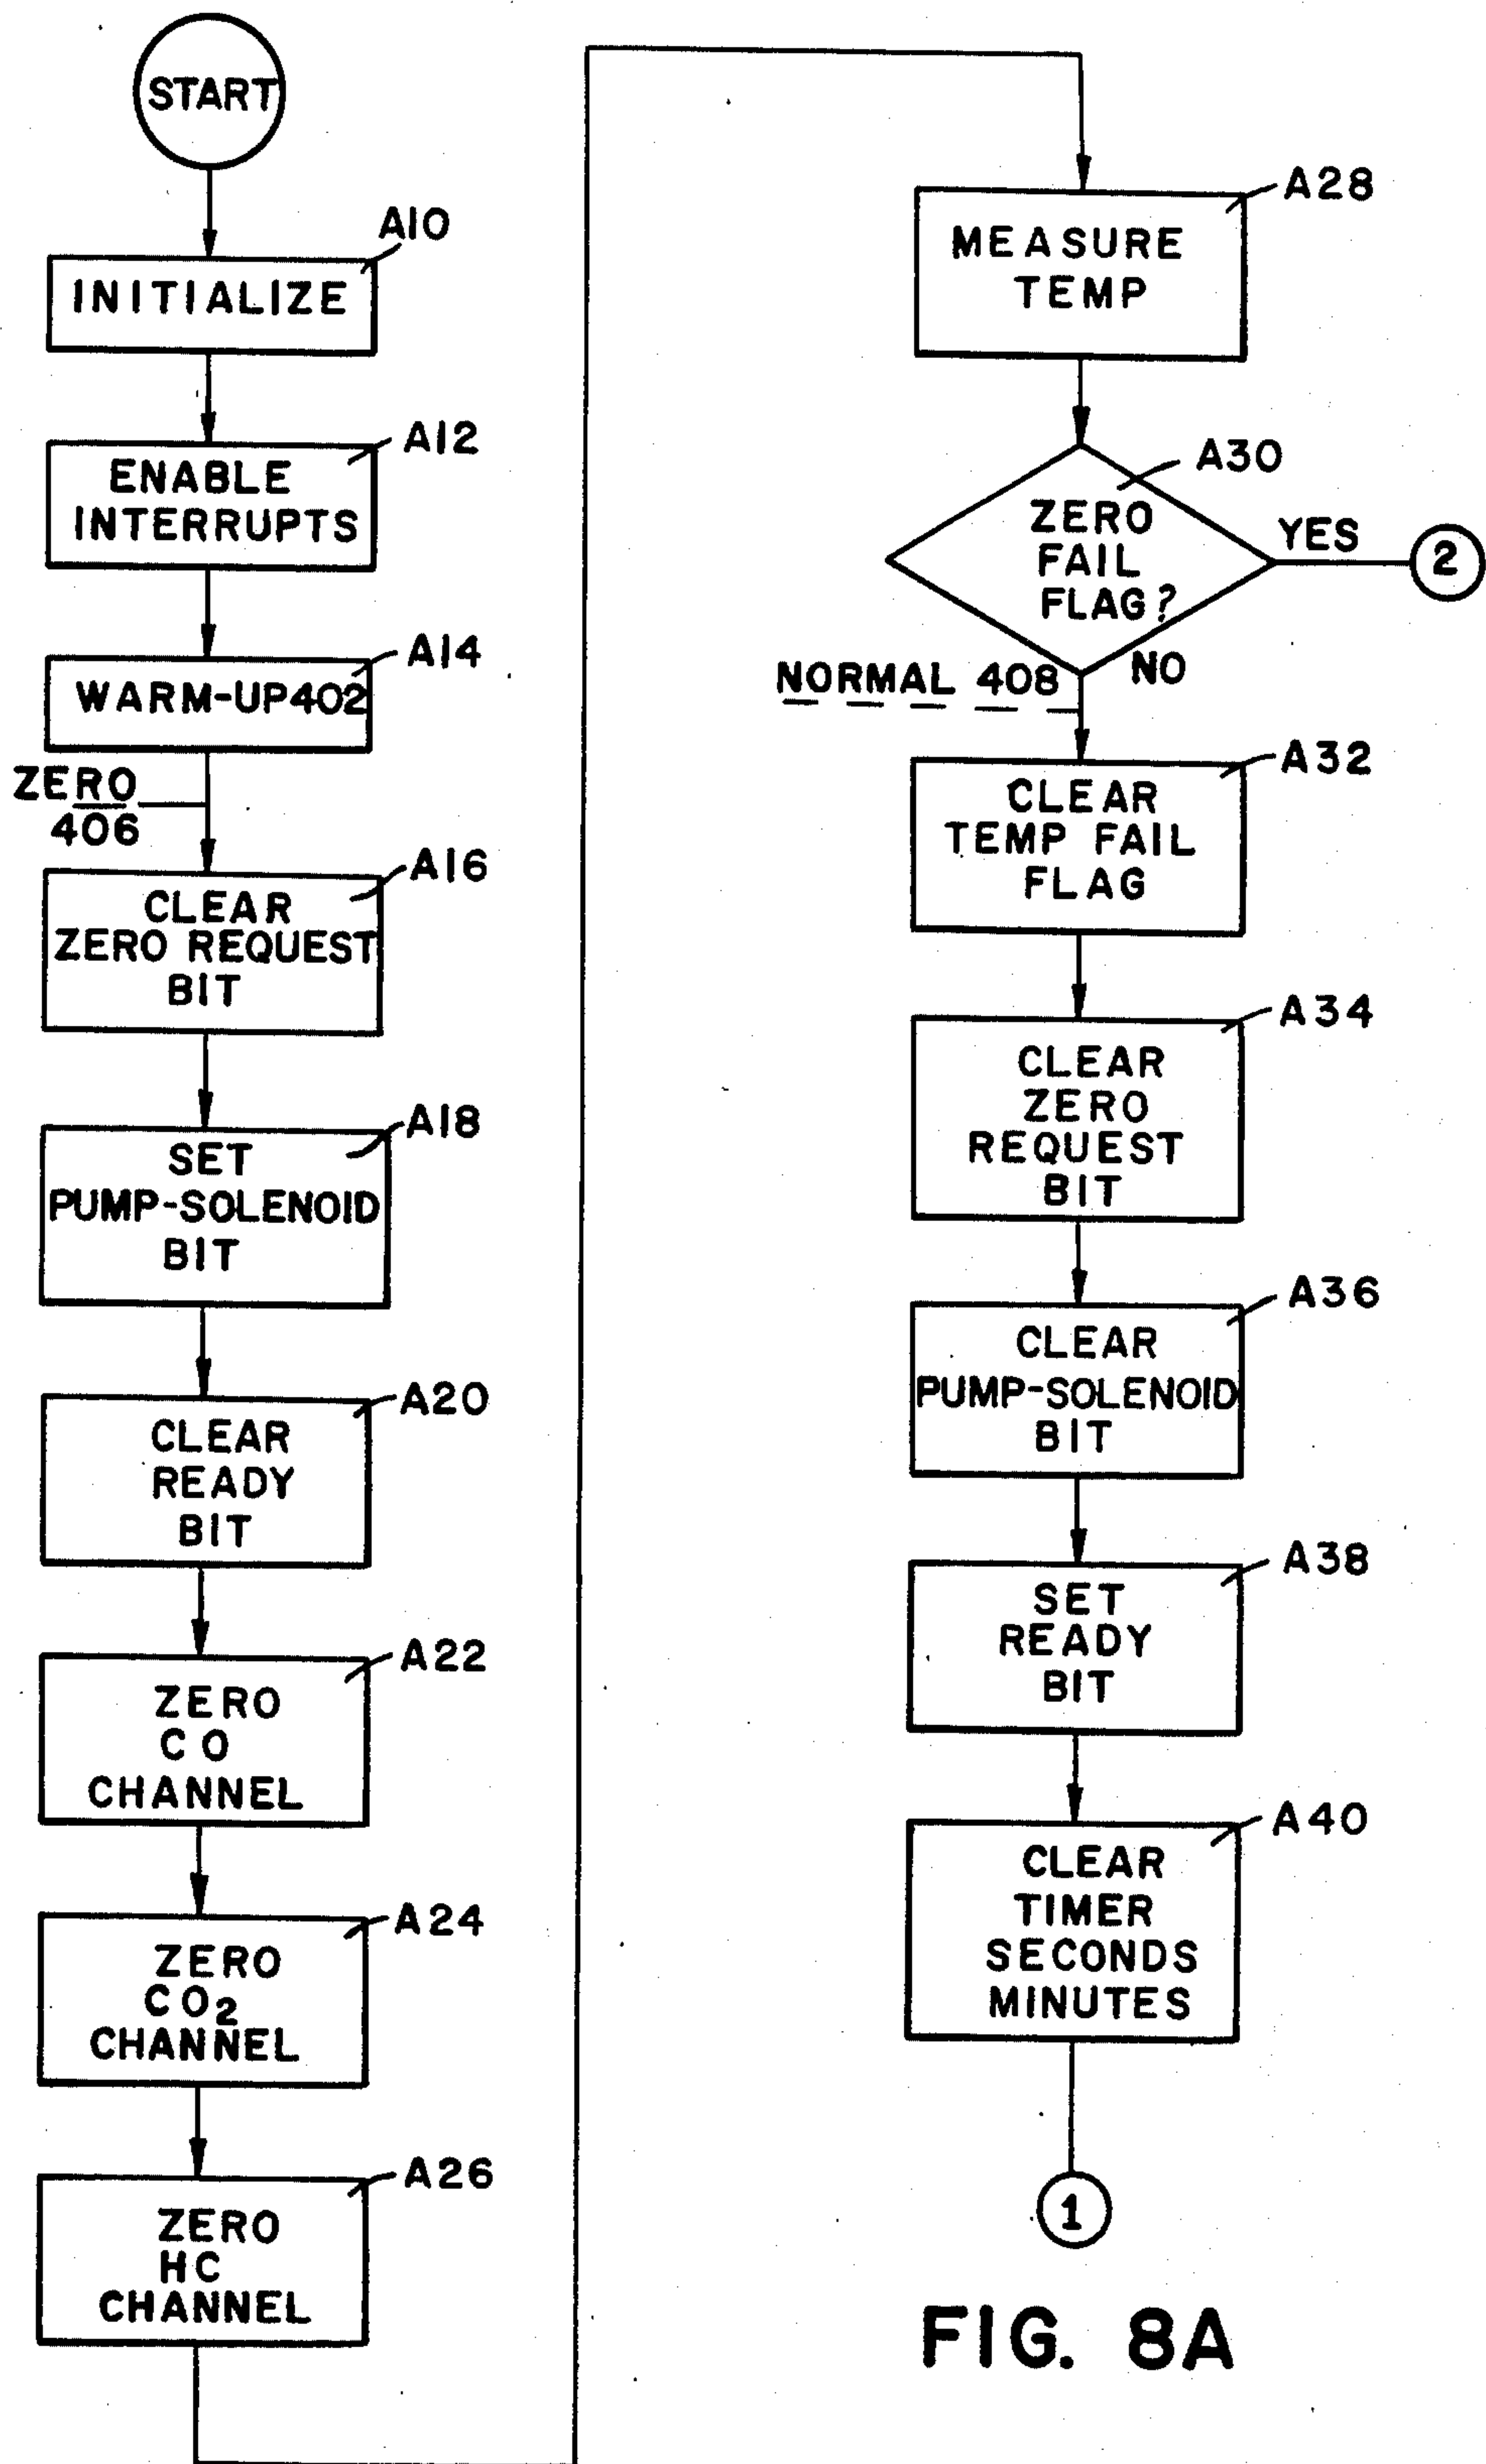 START
A10
INITIALIZE
A12
ENABLE
INTERRUPTS
A14
WARM-UP402
ZERO
406
A16
CLEAR
ZERO REQUEST
BIT
A18
SET
PUMP-SOLENOID
BIT
A20
CLEAR
READY
BIT
A22
ZERO
CO
CHANNEL
A24
ZERO
CO₂
CHANNEL
A26
ZERO
HC
CHANNEL
A28
MEASURE
TEMP
A30
ZERO
FAIL
FLAG?
YES
2
NO
NORMAL 408
A32
CLEAR
TEMP FAIL
FLAG
A34
CLEAR
ZERO
REQUEST
BIT
A36
CLEAR
PUMP-SOLENOID
BIT
A38
SET
READY
BIT
A40
CLEAR
TIMER
SECONDS
MINUTES
1
FIG. 8A